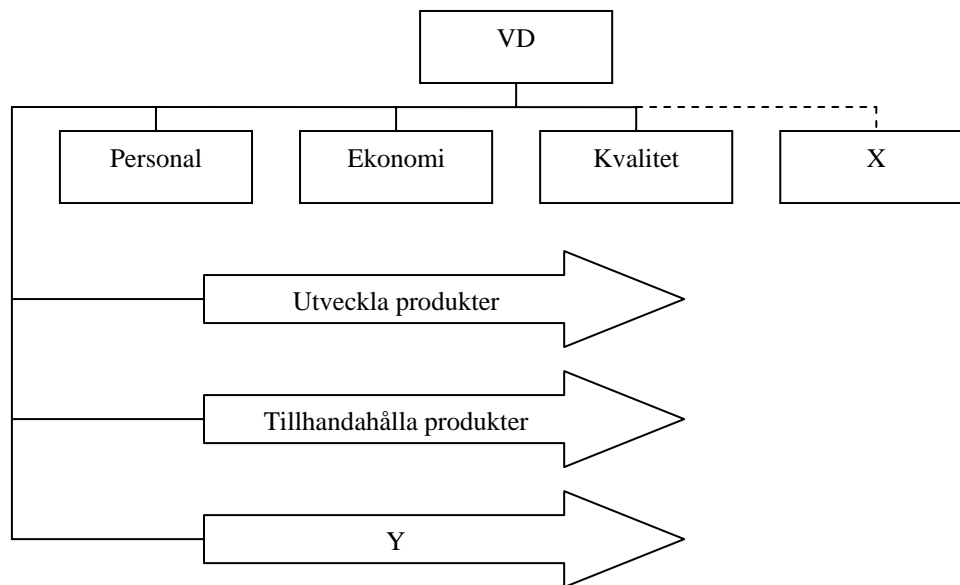 VD
Personal
Ekonomi
Kvalitet
X
Utveckla produkter
Tillhandahålla produkter
Y